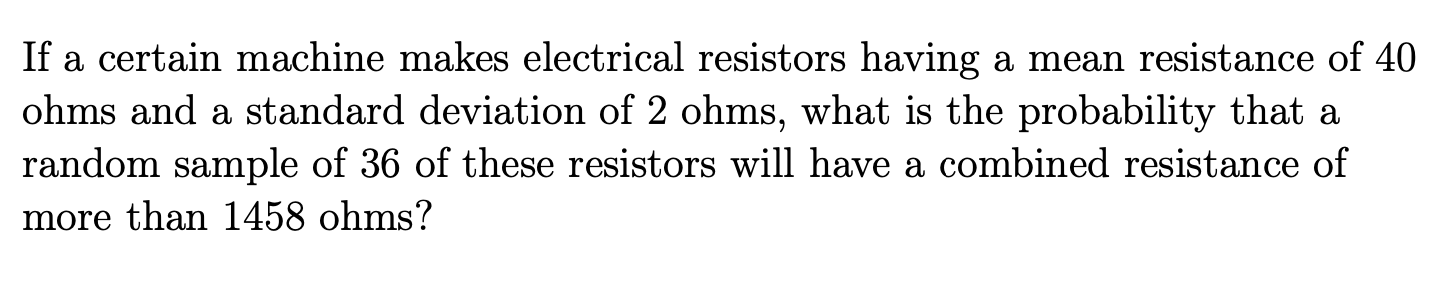 If a certain machine makes electrical resistors having a mean resistance of 40
ohms and a standard deviation of 2 ohms, what is the probability that a
random sample of 36 of these resistors will have a combined resistance of
more than 1458 ohms?